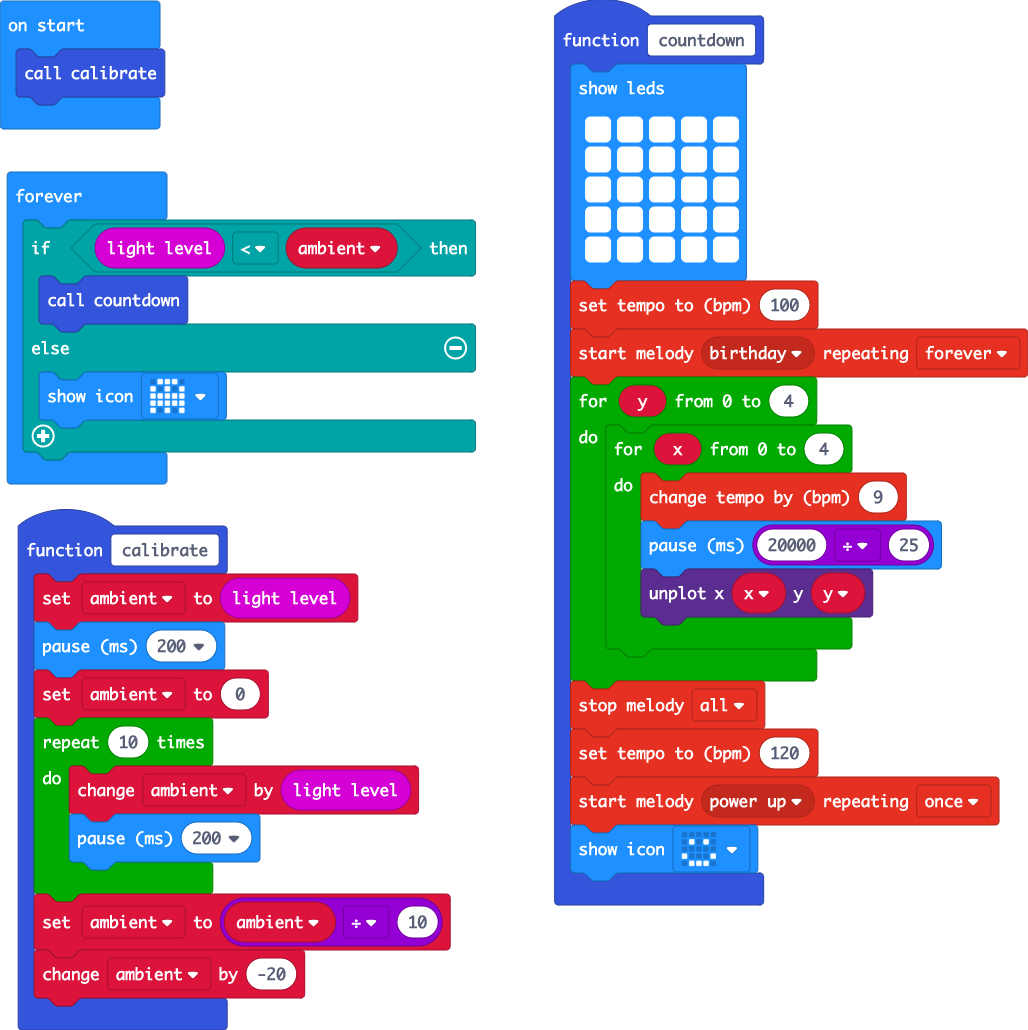 on start
call calibrate
forever
if light level < ambient then
call countdown
else
show icon
function calibrate
set ambient to light level
pause (ms) 200
set ambient to 0
repeat 10 times
do
change ambient by light level
pause (ms) 200
set ambient to ambient ÷ 10
change ambient by -20
function countdown
show leds
set tempo to (bpm) 100
start melody birthday repeating forever
for y from 0 to 4
do
for x from 0 to 4
do
change tempo by (bpm) 9
pause (ms) 20000 ÷ 25
unplot x x y y
stop melody all
set tempo to (bpm) 120
start melody power up repeating once
show icon